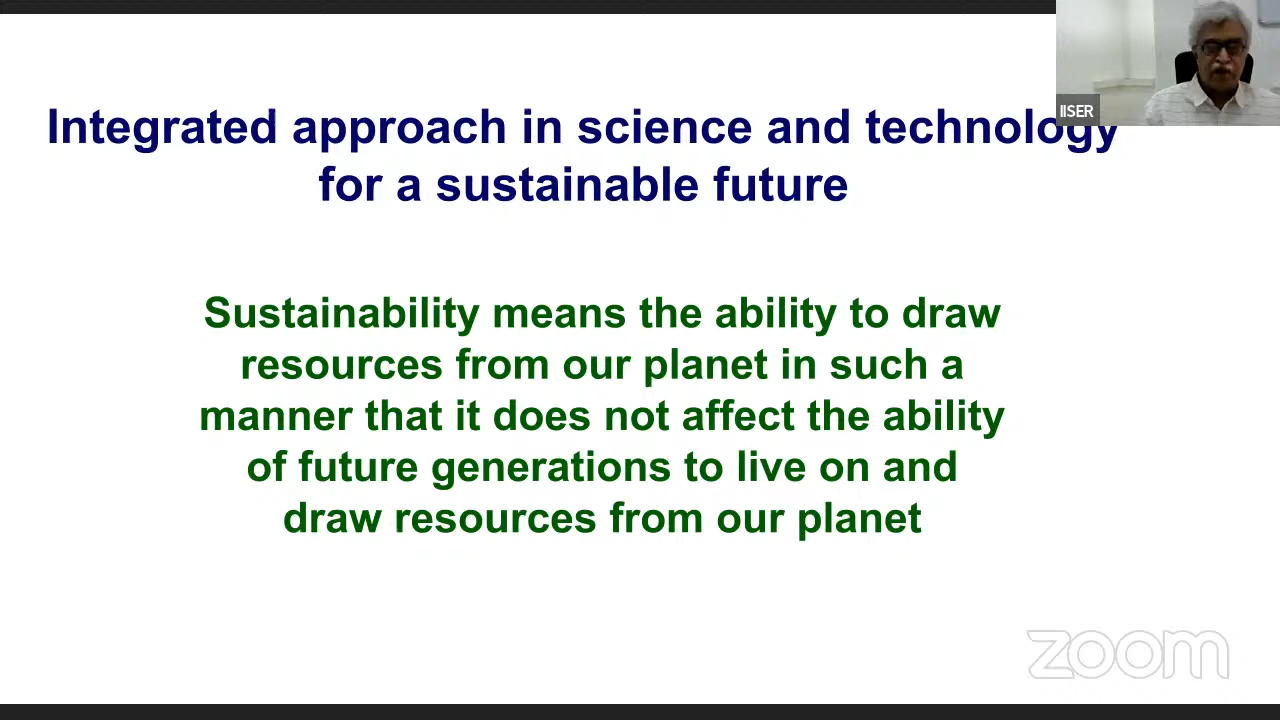 IISER
Integrated approach in science and technology
for a sustainable future
Sustainability means the ability to draw
resources from our planet in such a
manner that it does not affect the ability
of future generations to live on and
draw resources from our planet
zoom